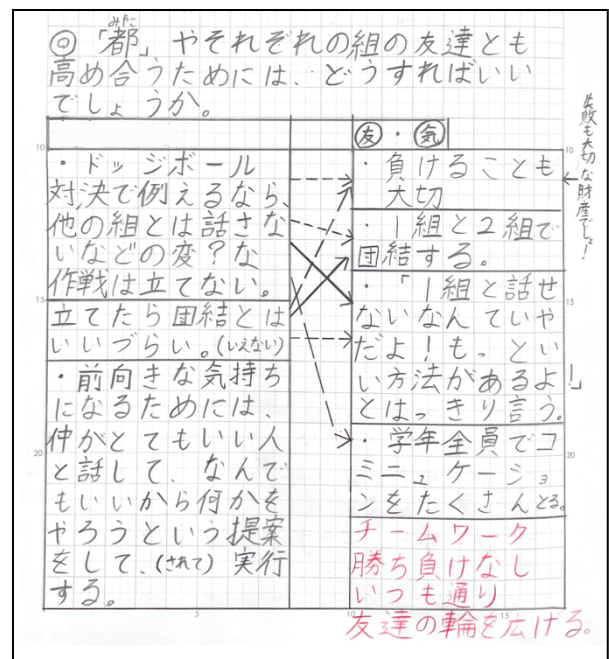 ◎「都」やそれぞれの組の友達とも
みやこ
高め合うためには、どうすればいい
でしょうか。
・ドッジボール
対決で例えるなら、
他の組とは話さな
いなどの変？な
作戦は立てない。
立てたら団結とは
いいづらい。(いえない)
・前向きな気持ち
になるためには、
仲がとてもいい人
と話して、なんで
もいいから何かを
やろうという提案
をして、(されて)実行
する。
友・気
・負けることも
大切
失敗も大切な財産でしょ！
・1組と2組で
団結する。
・「1組と話せ
ないなんていや
だよ！もっとい
い方法があるよ！」
とはっきり言う。
・学年全員でコ
ミニュケーショ
ンをたくさんとる。
チームワーク
勝ち負けなし
いつも通り
友達の輪を広げる。
10
15
20
5
10
15
10
15
20